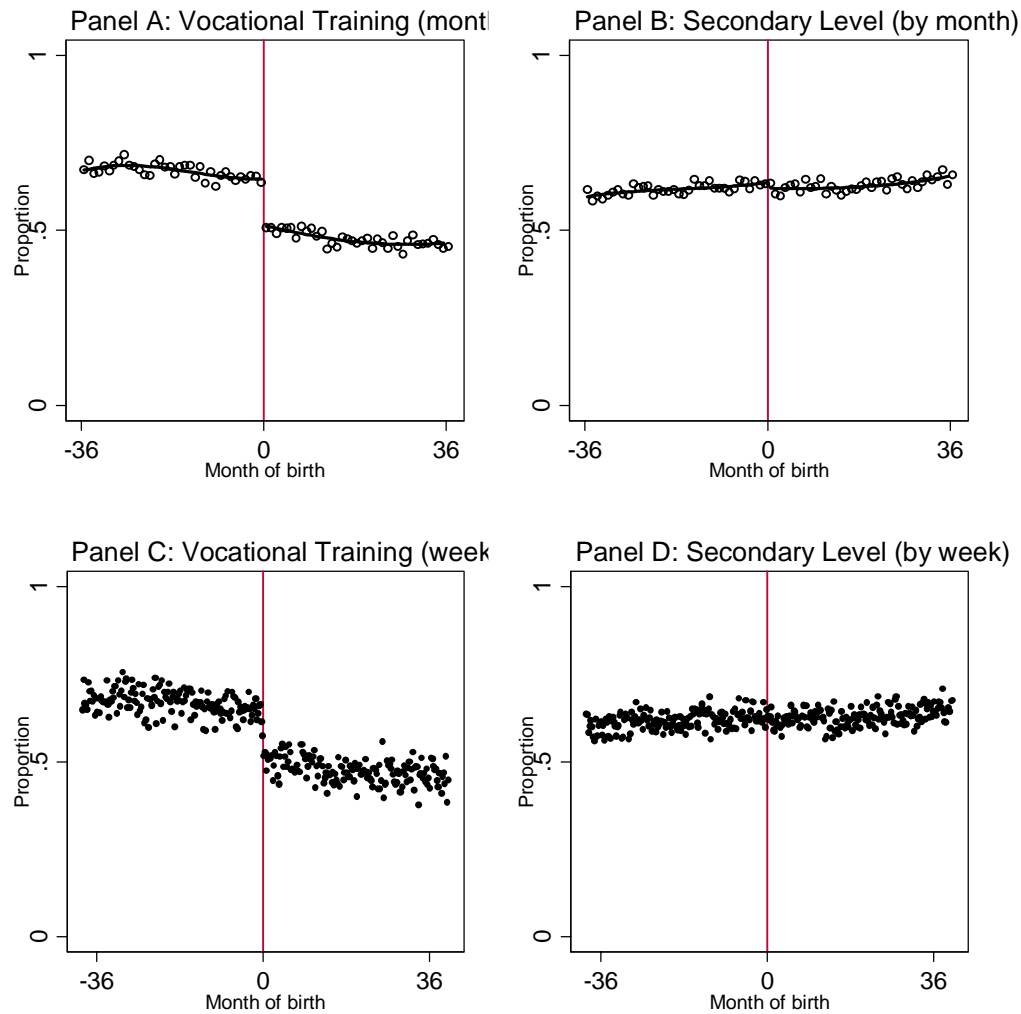 Panel A: Vocational Training (month
Proportion
1
.5
0
-36 0 36
Month of birth
Panel B: Secondary Level (by month)
Proportion
1
.5
0
-36 0 36
Month of birth
Panel C: Vocational Training (week
Proportion
1
.5
0
-36 0 36
Month of birth
Panel D: Secondary Level (by week)
Proportion
1
.5
0
-36 0 36
Month of birth